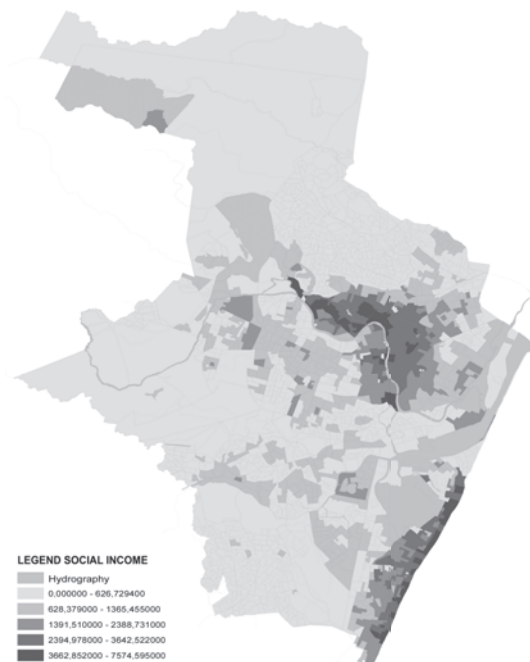 LEGEND SOCIAL INCOME
Hydrography
0,000000 - 626,729400
628,379000 - 1365,455000
1391,510000 - 2388,731000
2394,978000 - 3642,522000
3662,852000 - 7574,595000